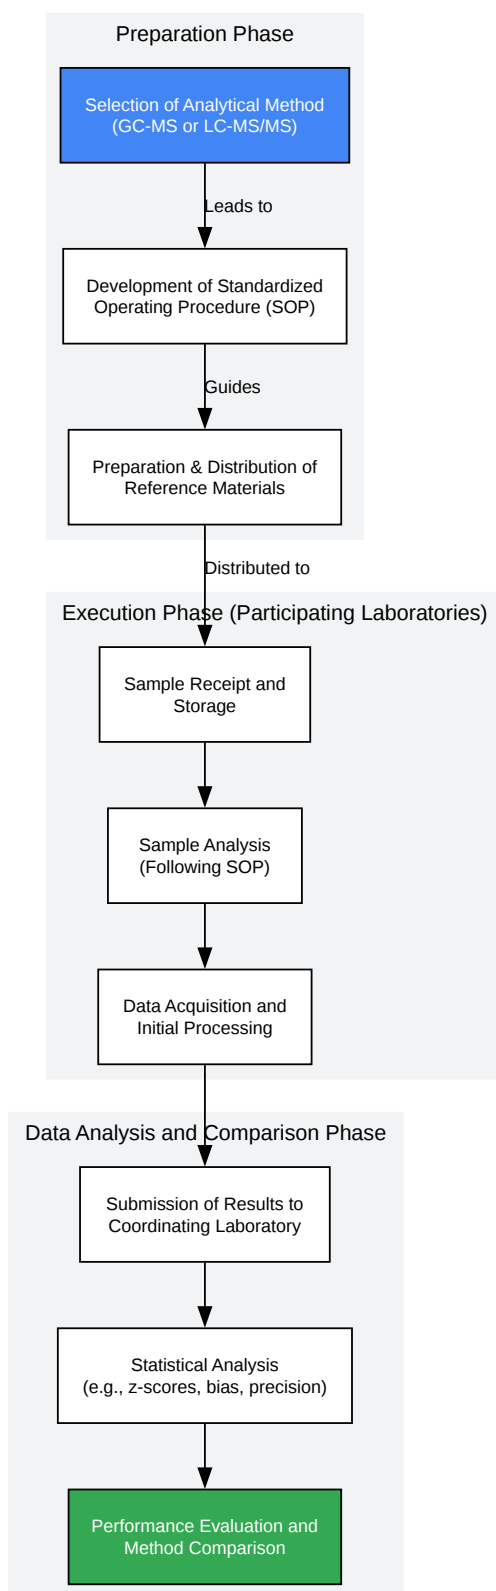 Preparation Phase
Selection of Analytical Method
(GC-MS or LC-MS/MS)
Leads to
Development of Standardized
Operating Procedure (SOP)
Guides
Preparation & Distribution of
Reference Materials
Distributed to
Execution Phase (Participating Laboratories)
Sample Receipt and
Storage
Sample Analysis
(Following SOP)
Data Acquisition and
Initial Processing
Data Analysis and Comparison Phase
Submission of Results to
Coordinating Laboratory
Statistical Analysis
(e.g., z-scores, bias, precision)
Performance Evaluation and
Method Comparison